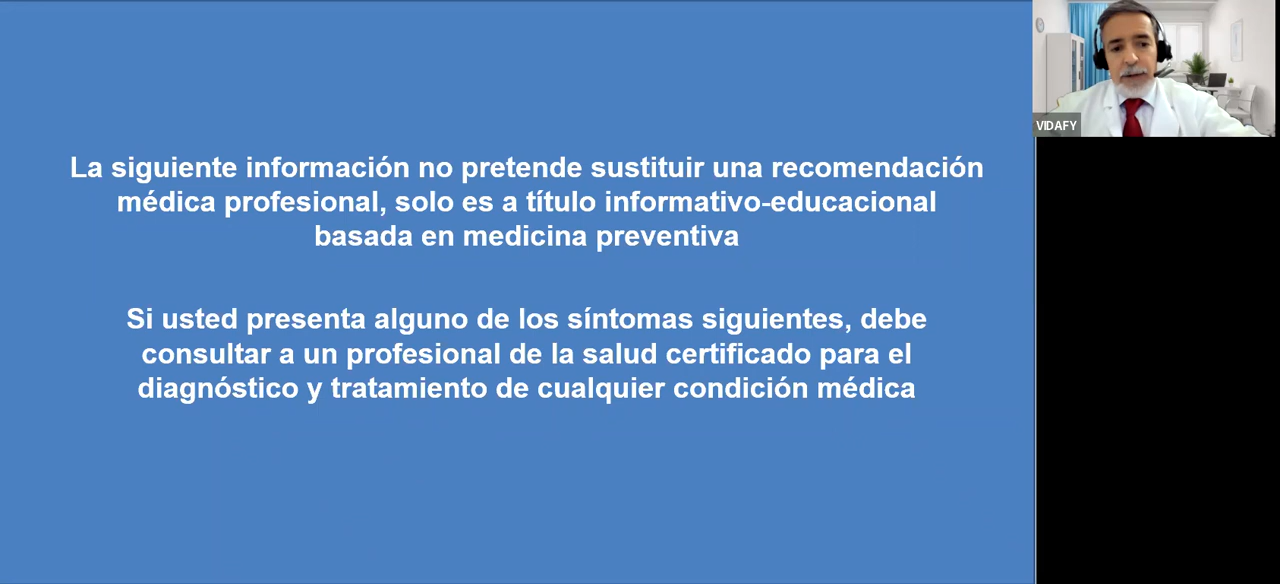 La siguiente información no pretende sustituir una recomendación
médica profesional, solo es a título informativo-educacional
basada en medicina preventiva
Si usted presenta alguno de los síntomas siguientes, debe
consultar a un profesional de la salud certificado para el
diagnóstico y tratamiento de cualquier condición médica
VIDAFY